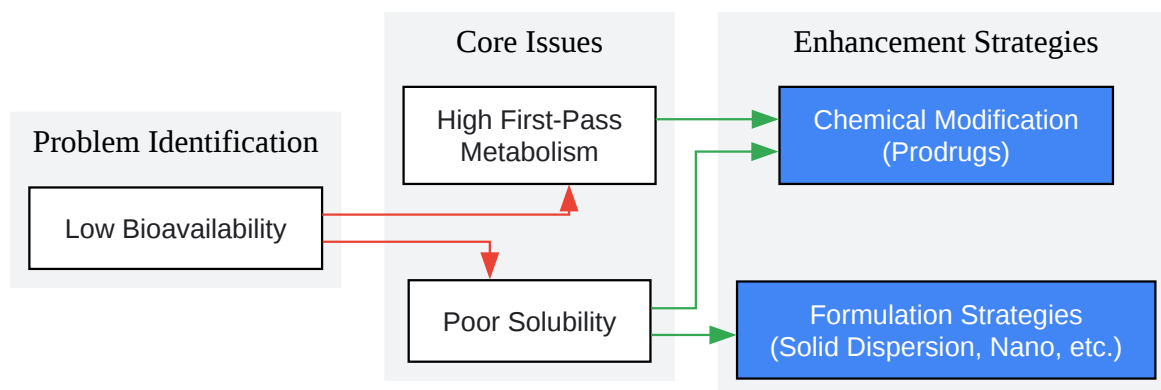 Problem Identification
Low Bioavailability
Core Issues
High First-Pass
Metabolism
Poor Solubility
Enhancement Strategies
Chemical Modification
(Prodrugs)
Formulation Strategies
(Solid Dispersion, Nano, etc.)